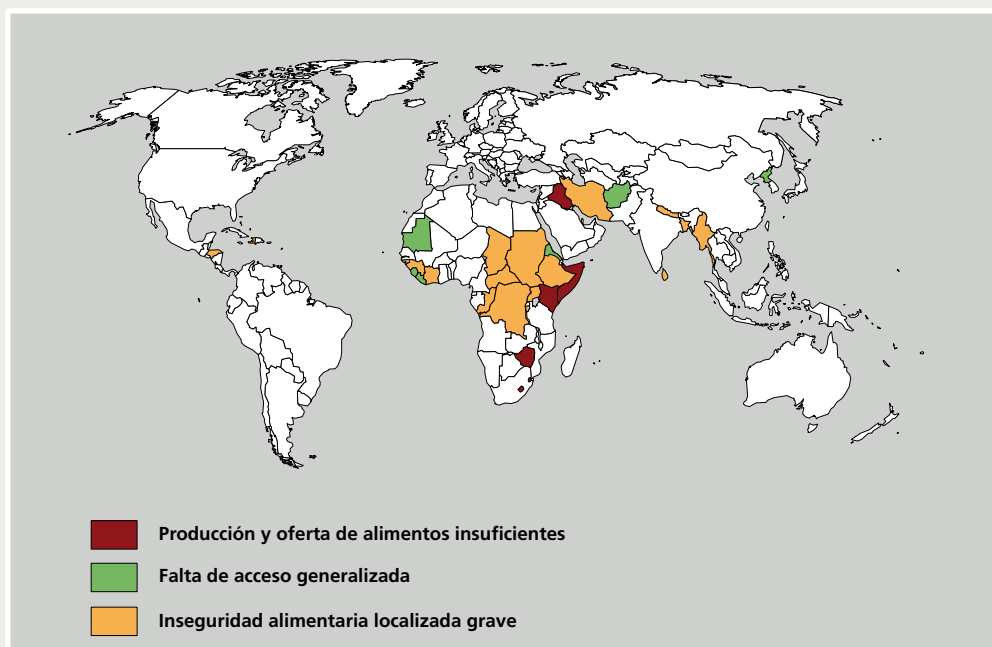 Producción y oferta de alimentos insuficientes
Falta de acceso generalizada
Inseguridad alimentaria localizada grave